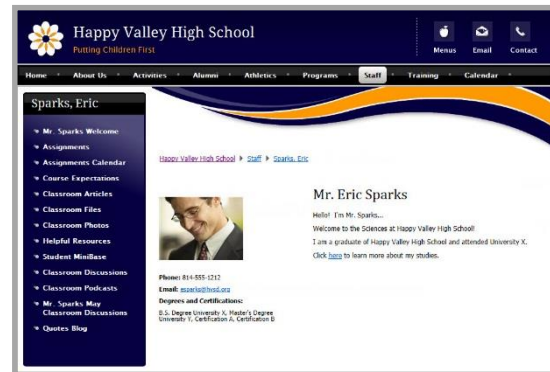 Happy Valley High School
Putting Children First
Menus Email Contact
Home About Us Activities Alumni Athletics Programs Staff Training Calendar
Sparks, Eric
Mr. Sparks Welcome
Assignments
Assignments Calendar
Course Expectations
Classroom Articles
Classroom Files
Classroom Photos
Helpful Resources
Student MiniBase
Classroom Discussions
Classroom Podcasts
Mr. Sparks May
Classroom Discussions
Quotes Blog
Happy Valley High School Staff Sparks, Eric
Phone: 814-555-1212
Email: esparks@hvsd.org
Degrees and Certifications:
B.S. Degree University X, Master's Degree
University Y, Certification A, Certification B
Mr. Eric Sparks
Hello! I'm Mr. Sparks...
Welcome to the Sciences at Happy Valley High School!
I am a graduate of Happy Valley High School and attended University X.
Click here to learn more about my studies.